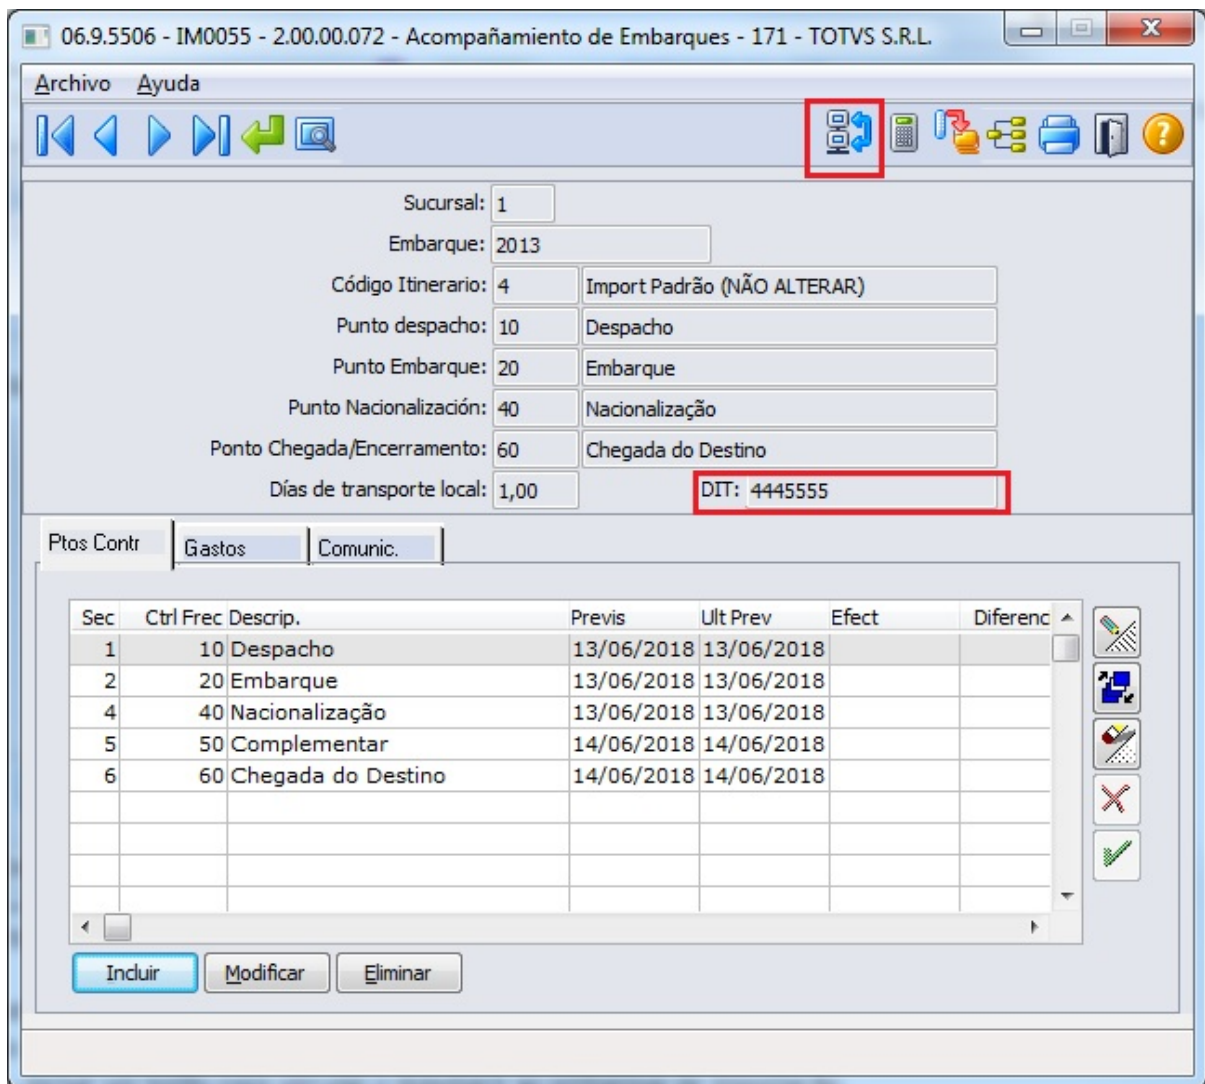 06.9.5506 - IM0055 - 2.00.00.072 - Acompañamiento de Embarques - 171 - TOTVS S.R.L.
Archivo Ayuda
Sucursal: 1
Embarque: 2013
Código Itinerario: 4 Import Padrão (NÃO ALTERAR)
Punto despacho: 10 Despacho
Punto Embarque: 20 Embarque
Punto Nacionalización: 40 Nacionalização
Ponto Chegada/Encerramento: 60 Chegada do Destino
Días de transporte local: 1,00 DIT: 4445555
Ptos Contr Gastos Comunic.
Sec Ctrl Frec Descrip. Previs Ult Prev Efect Diferenc
1 10 Despacho 13/06/2018 13/06/2018
2 20 Embarque 13/06/2018 13/06/2018
4 40 Nacionalização 13/06/2018 13/06/2018
5 50 Complementar 14/06/2018 14/06/2018
6 60 Chegada do Destino 14/06/2018 14/06/2018
Incluir Modificar Eliminar